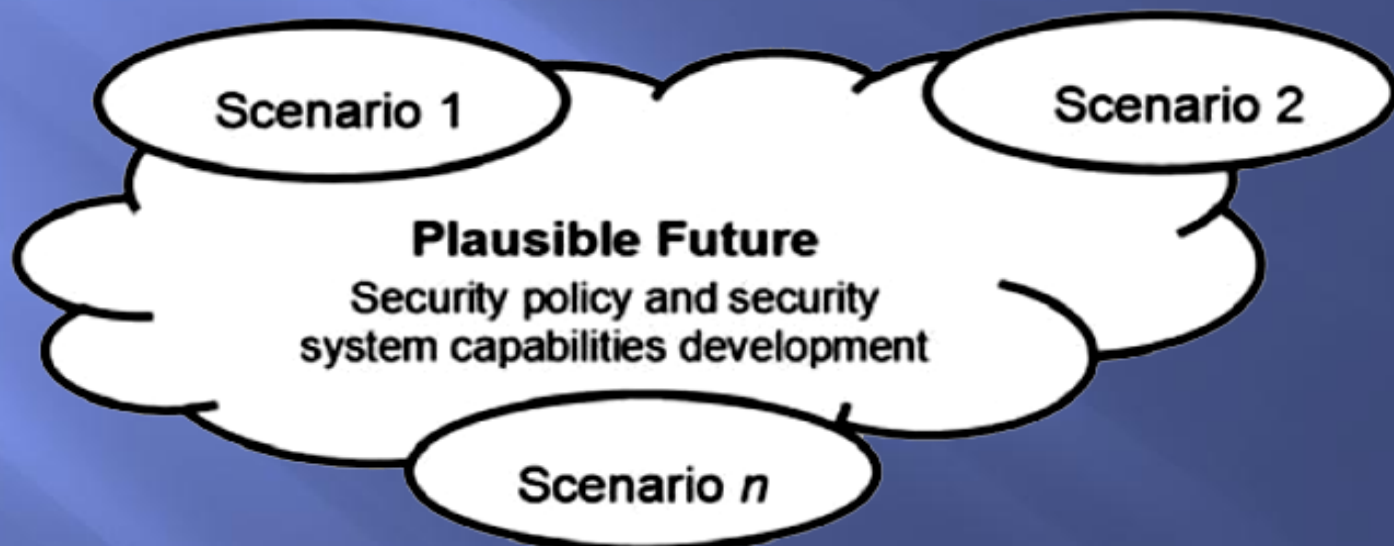 Scenario 1
Scenario 2
Plausible Future
Security policy and security
system capabilities development
Scenario n